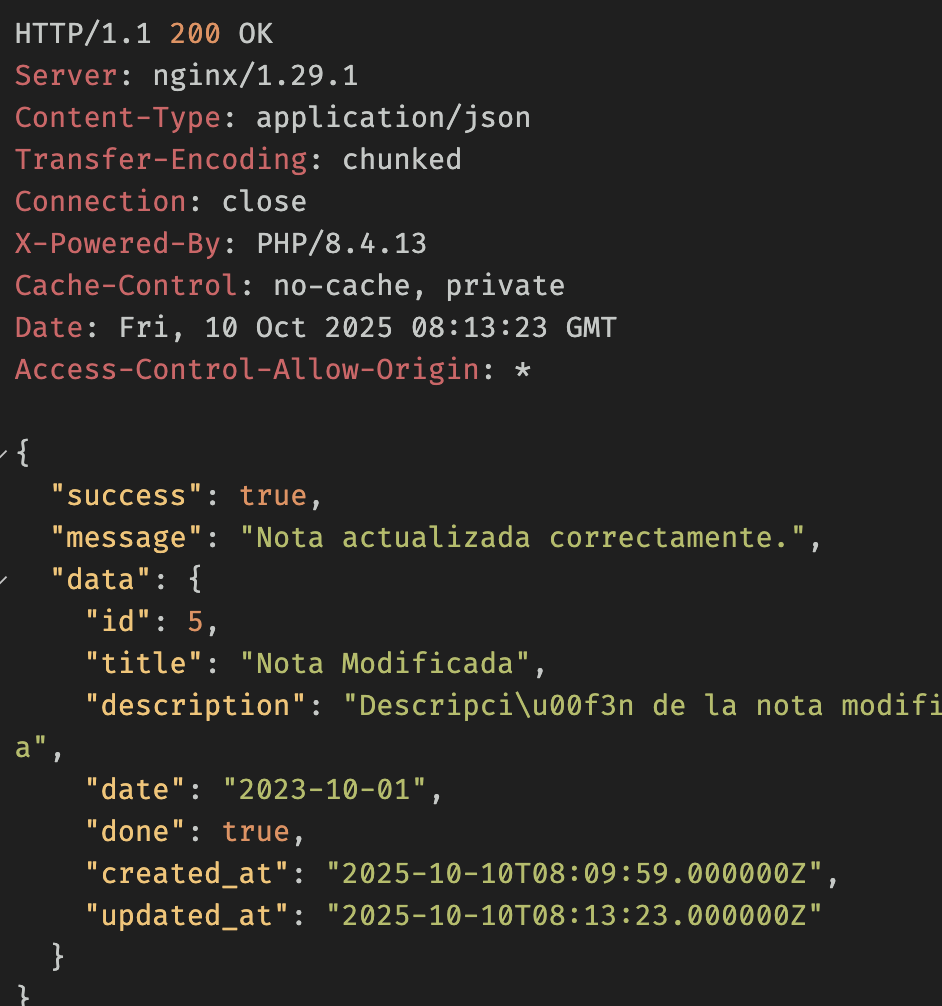 HTTP/1.1 200 OK
Server: nginx/1.29.1
Content-Type: application/json
Transfer-Encoding: chunked
Connection: close
X-Powered-By: PHP/8.4.13
Cache-Control: no-cache, private
Date: Fri, 10 Oct 2025 08:13:23 GMT
Access-Control-Allow-Origin: *

{
  "success": true,
  "message": "Nota actualizada correctamente.",
  "data": {
    "id": 5,
    "title": "Nota Modificada",
    "description": "Descripci\u00f3n de la nota modifi
a",
    "date": "2023-10-01",
    "done": true,
    "created_at": "2025-10-10T08:09:59.000000Z",
    "updated_at": "2025-10-10T08:13:23.000000Z"
  }
}